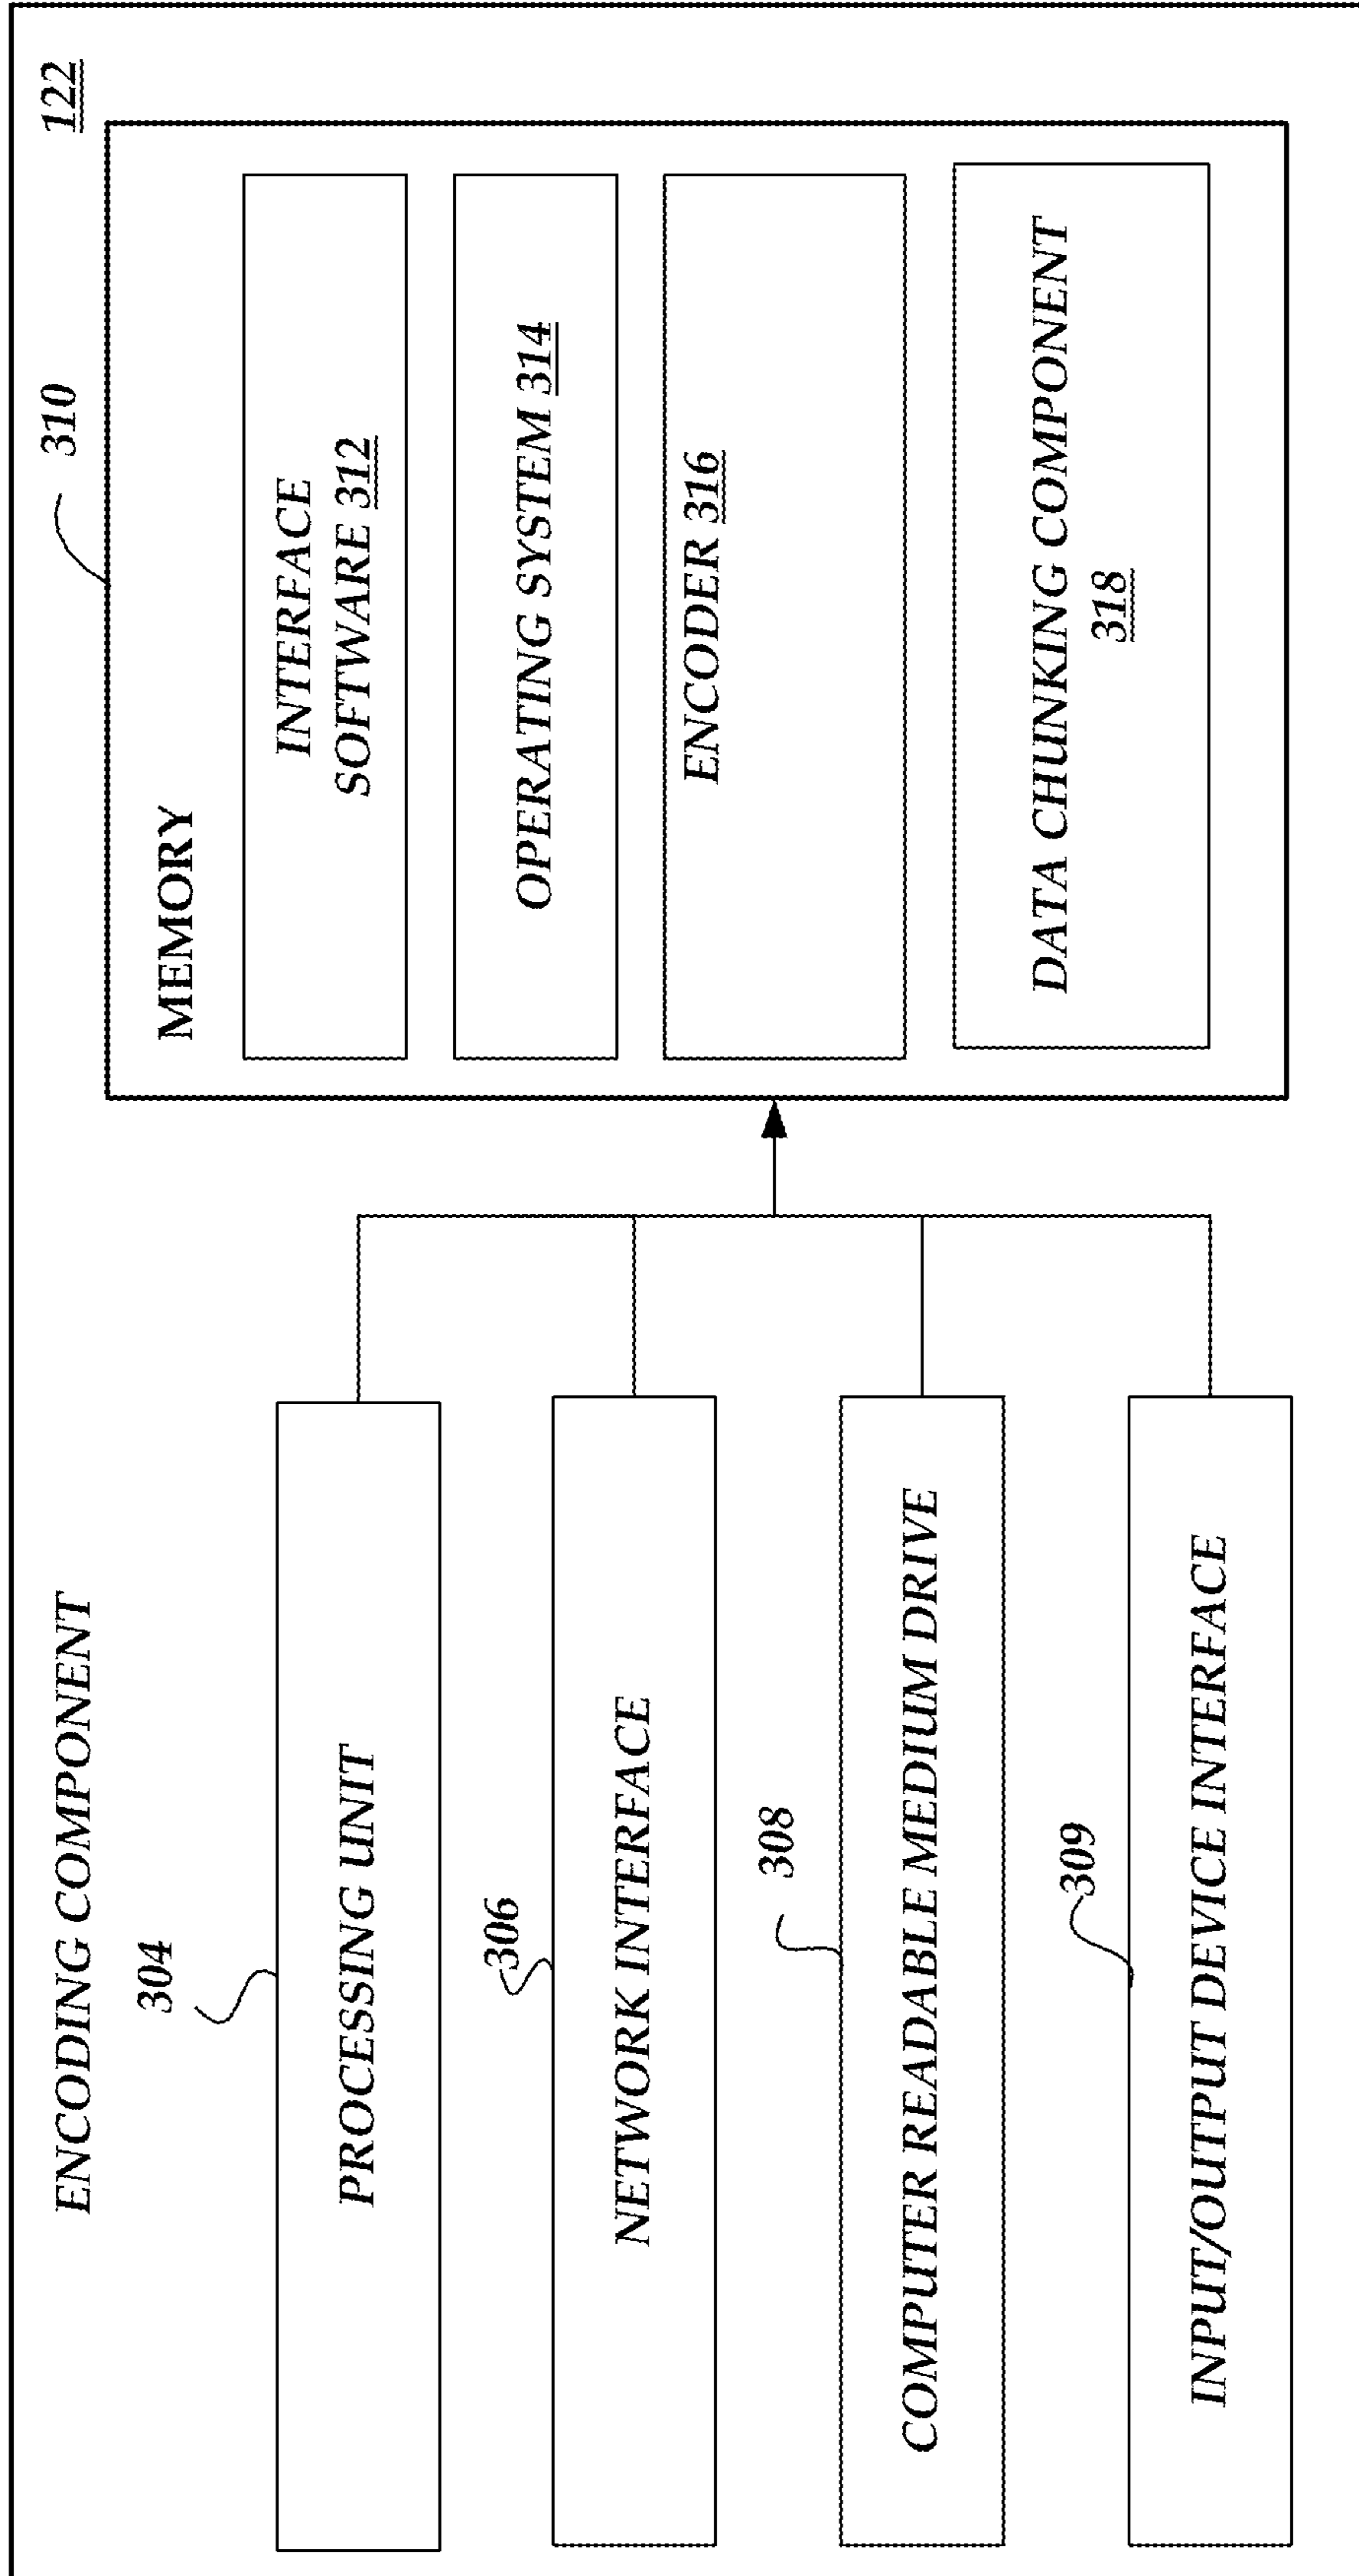 ENCODING COMPONENT
122
304
PROCESSING UNIT
306
NETWORK INTERFACE
308
COMPUTER READABLE MEDIUM DRIVE
309
INPUT/OUTPUT DEVICE INTERFACE
310
MEMORY
INTERFACE
SOFTWARE 312
OPERATING SYSTEM 314
ENCODER 316
DATA CHUNKING COMPONENT
318